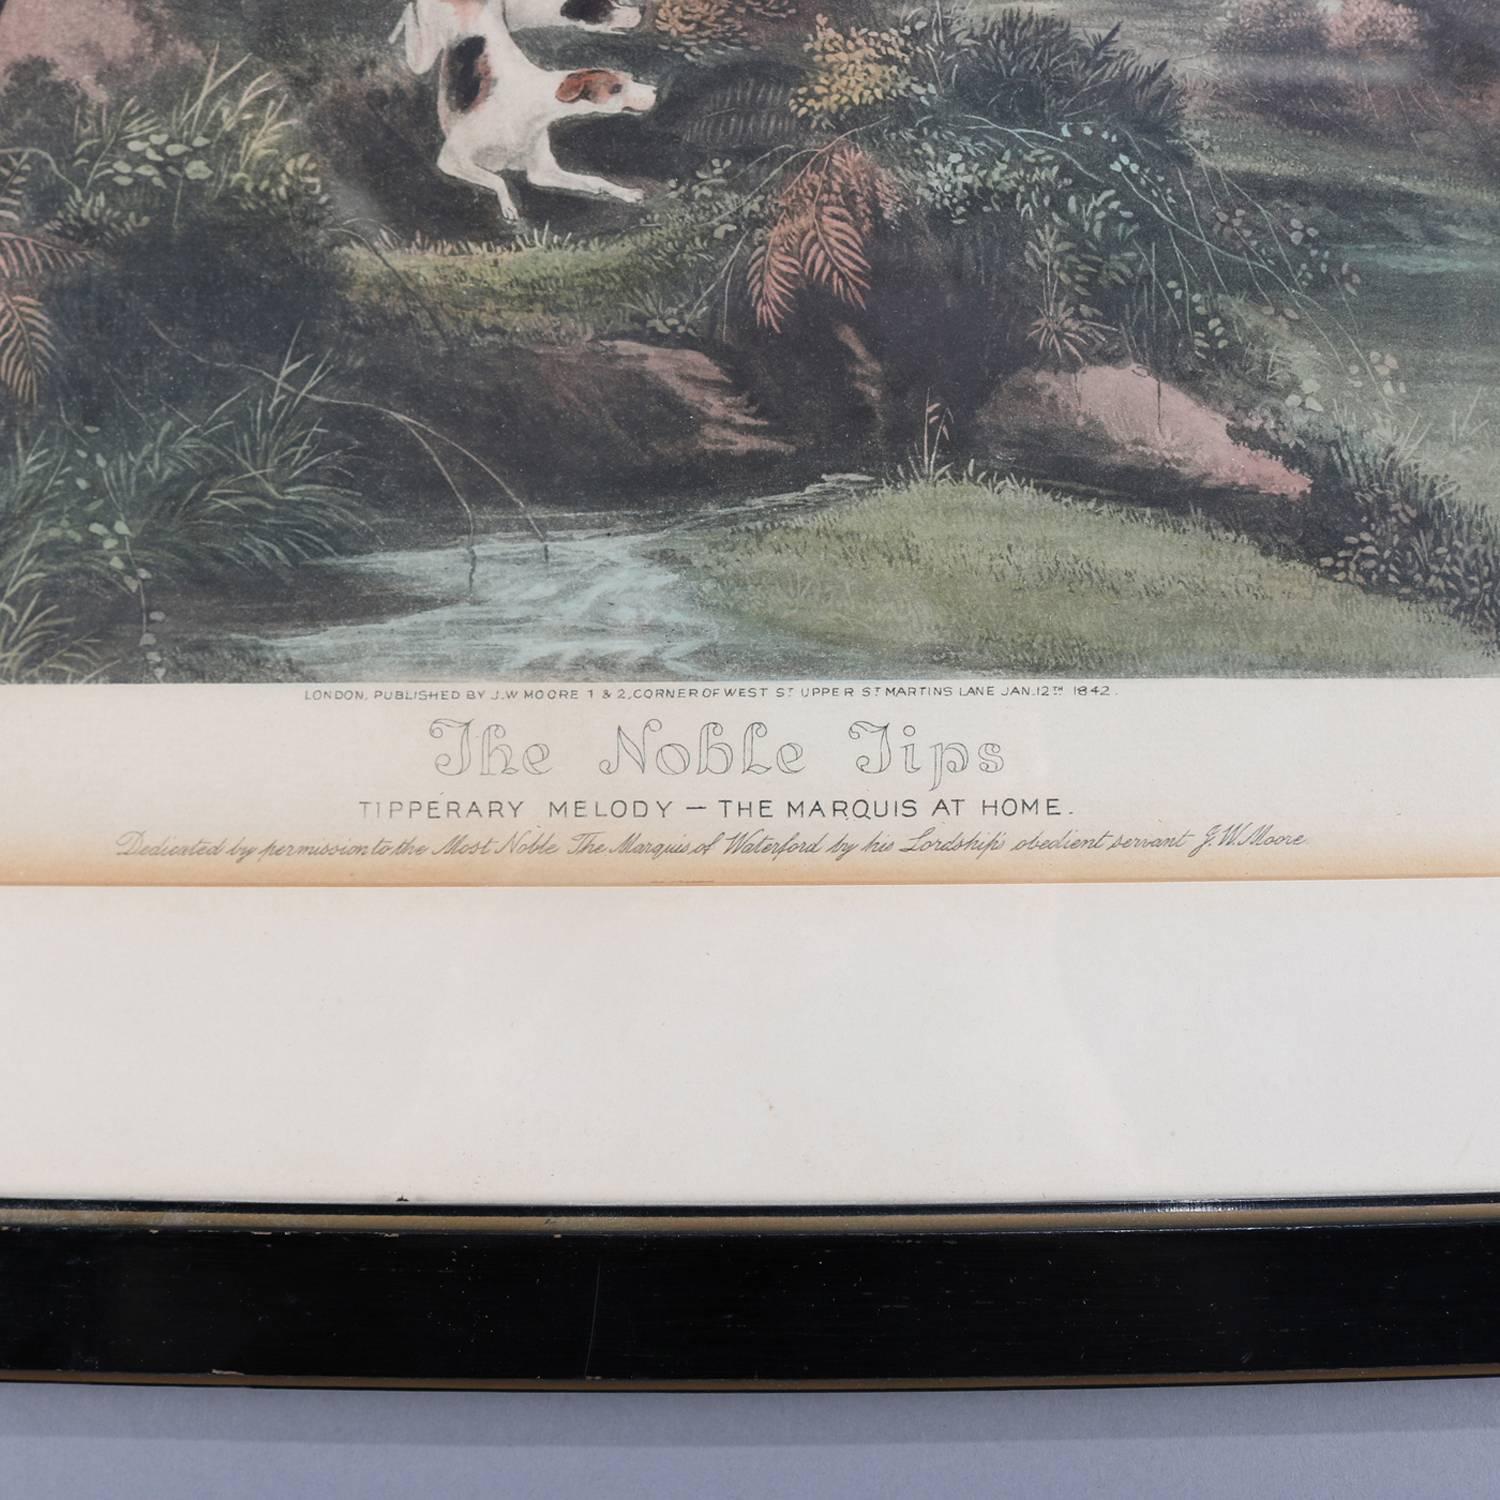 LONDON, PUBLISHED BY J.W MOORE 1 & 2, CORNER OF WEST ST UPPER ST MARTINS LANE JAN. 12TH 1842.
The Noble Tips
TIPPERARY MELODY — THE MARQUIS AT HOME.
Dedicated by permission to the Most Noble The Marquis of Waterford by his Lordship's obedient servant J.W. Moore.